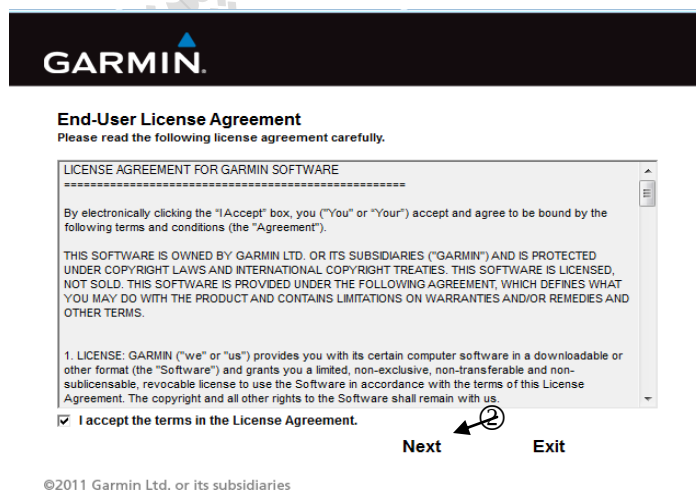 GARMIN.
End-User License Agreement
Please read the following license agreement carefully.
LICENSE AGREEMENT FOR GARMIN SOFTWARE
====================================================
By electronically clicking the "I Accept" box, you ("You" or "Your") accept and agree to be bound by the
following terms and conditions (the "Agreement").
THIS SOFTWARE IS OWNED BY GARMIN LTD. OR ITS SUBSIDIARIES ("GARMIN") AND IS PROTECTED
UNDER COPYRIGHT LAWS AND INTERNATIONAL COPYRIGHT TREATIES. THIS SOFTWARE IS LICENSED,
NOT SOLD. THIS SOFTWARE IS PROVIDED UNDER THE FOLLOWING AGREEMENT, WHICH DEFINES WHAT
YOU MAY DO WITH THE PRODUCT AND CONTAINS LIMITATIONS ON WARRANTIES AND/OR REMEDIES AND
OTHER TERMS.
1. LICENSE: GARMIN ("we" or "us") provides you with its certain computer software in a downloadable or
other format (the "Software") and grants you a limited, non-exclusive, non-transferable and non-
sublicensable, revocable license to use the Software in accordance with the terms of this License
Agreement. The copyright and all other rights to the Software shall remain with us.
I accept the terms in the License Agreement.
②
Next Exit
©2011 Garmin Ltd. or its subsidiaries